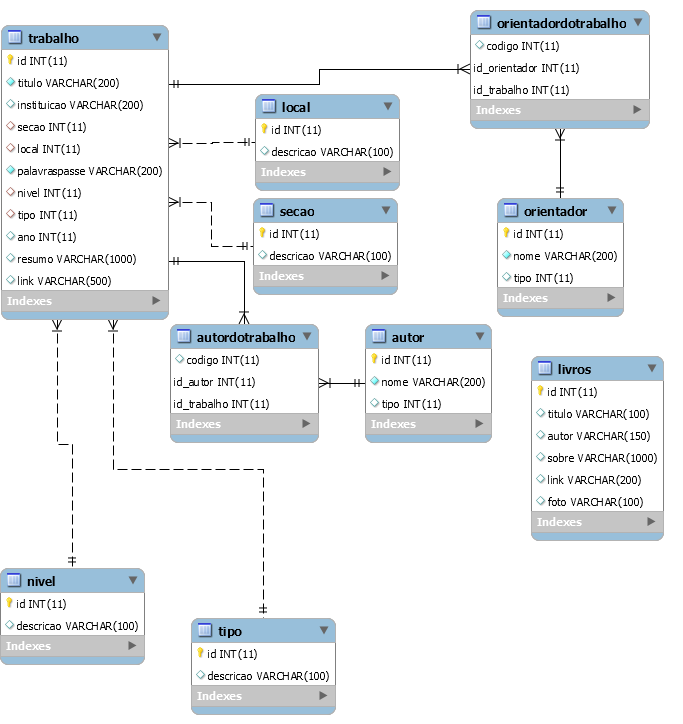 trabalho
id INT(11)
titulo VARCHAR(200)
instituicao VARCHAR(200)
secao INT(11)
local INT(11)
palavraspasse VARCHAR(200)
nivel INT(11)
tipo INT(11)
ano INT(11)
resumo VARCHAR(1000)
link VARCHAR(500)
Indexes
orientadordotrabalho
codigo INT(11)
id_orientador INT(11)
id_trabalho INT(11)
Indexes
local
id INT(11)
descricao VARCHAR(100)
Indexes
secao
id INT(11)
descricao VARCHAR(100)
Indexes
orientador
id INT(11)
nome VARCHAR(200)
tipo INT(11)
Indexes
autordotrabalho
codigo INT(11)
id_autor INT(11)
id_trabalho INT(11)
Indexes
autor
id INT(11)
nome VARCHAR(200)
tipo INT(11)
Indexes
livros
id INT(11)
titulo VARCHAR(100)
autor VARCHAR(150)
sobre VARCHAR(1000)
link VARCHAR(200)
foto VARCHAR(100)
Indexes
nivel
id INT(11)
descricao VARCHAR(100)
Indexes
tipo
id INT(11)
descricao VARCHAR(100)
Indexes